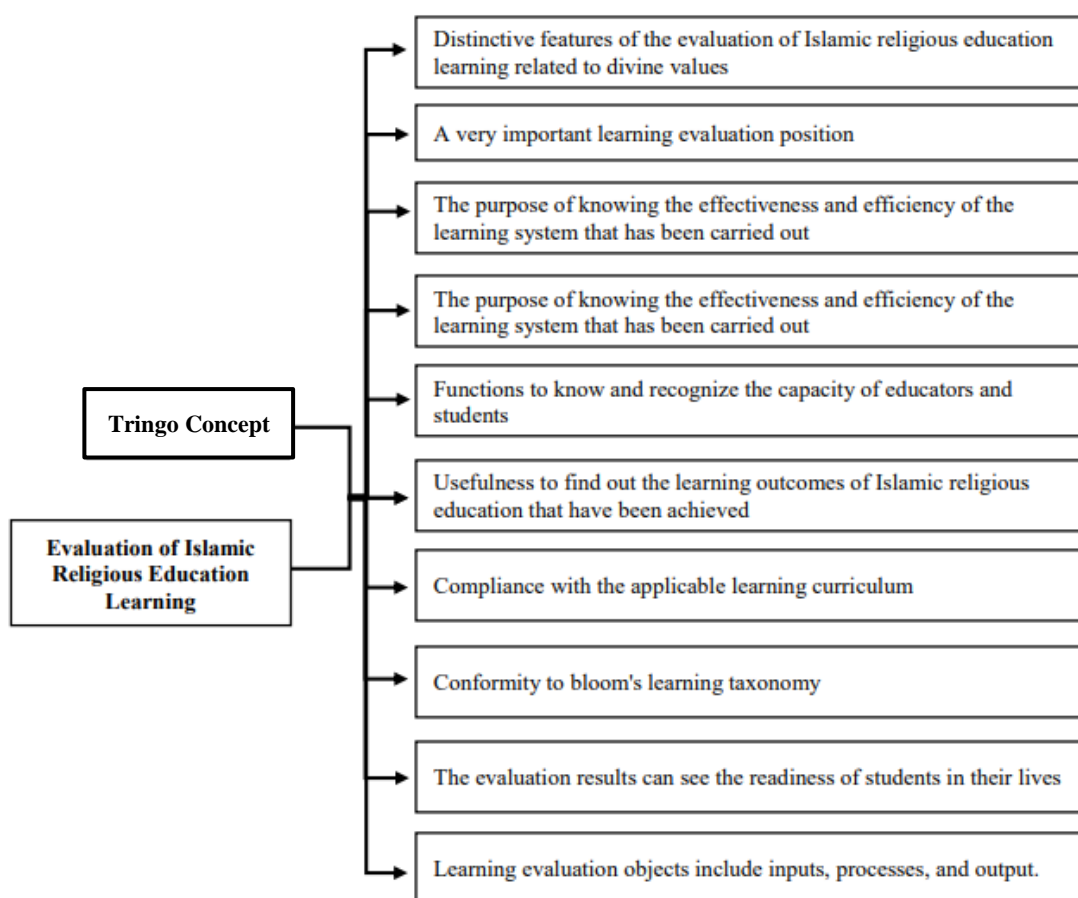 Distinctive features of the evaluation of Islamic religious education
learning related to divine values
A very important learning evaluation position
The purpose of knowing the effectiveness and efficiency of the
learning system that has been carried out
The purpose of knowing the effectiveness and efficiency of the
learning system that has been carried out
Functions to know and recognize the capacity of educators and
students
Tringo Concept
Usefulness to find out the learning outcomes of Islamic religious
education that have been achieved
Evaluation of Islamic
Religious Education
Learning
Compliance with the applicable learning curriculum
Conformity to bloom's learning taxonomy
The evaluation results can see the readiness of students in their lives
Learning evaluation objects include inputs, processes, and output.